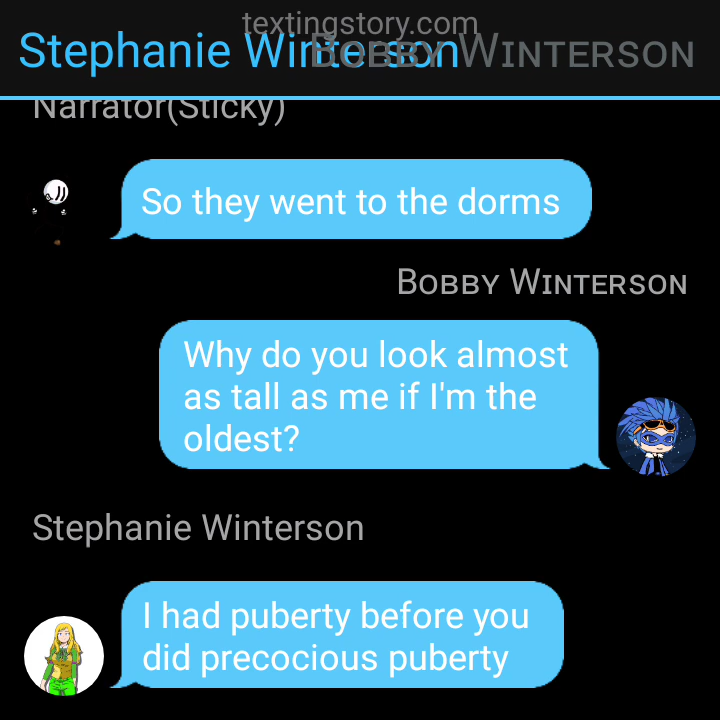 textingstory.com
Stephanie Winterson
BOBBY WINTERSON
Narrator(Sticky)
So they went to the dorms
BOBBY WINTERSON
Why do you look almost
as tall as me if I'm the
oldest?
Stephanie Winterson
I had puberty before you
did precocious puberty